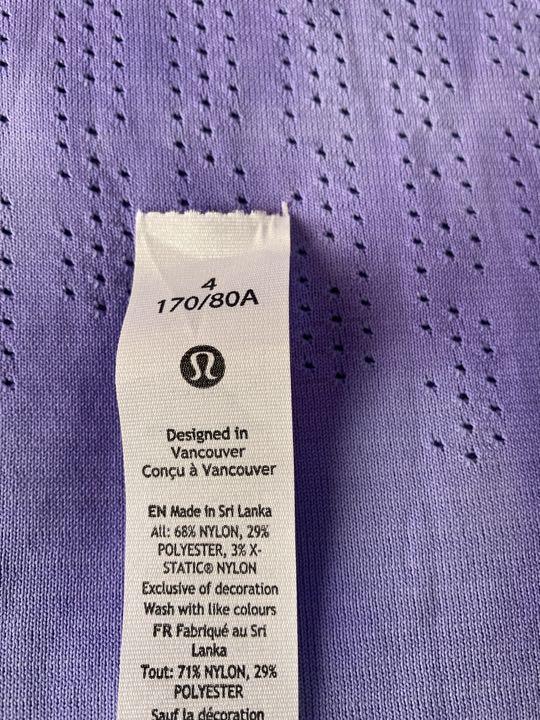 4
170/80A
Designed in
Vancouver
Conçu à Vancouver
EN Made in Sri Lanka
All: 68% NYLON, 29%
POLYESTER, 3% X-
STATIC® NYLON
Exclusive of decoration
Wash with like colours
FR Fabriqué au Sri
Lanka
Tout: 71% NYLON, 29%
POLYESTER
Sauf la décoration